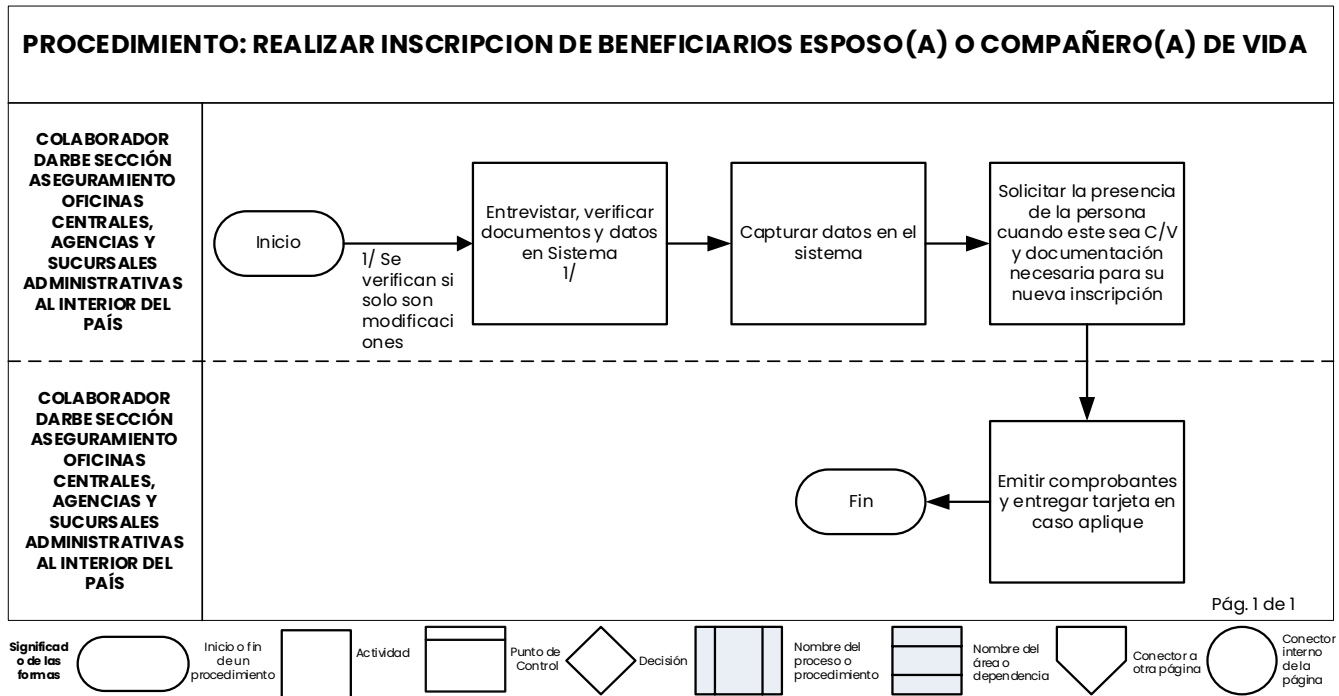 PROCEDIMIENTO: REALIZAR INSCRIPCION DE BENEFICIARIOS ESPOSO(A) O COMPAÑERO(A) DE VIDA
COLABORADOR
DARBE SECCIÓN
ASEGURAMIENTO
OFICINAS
CENTRALES,
AGENCIAS Y
SUCURSALES
ADMINISTRATIVAS
AL INTERIOR DEL
PAÍS
Inicio
1/ Se
verifican si
solo son
modificaci
ones
Entrevistar, verificar
documentos y datos
en Sistema
1/
Capturar datos en el
sistema
Solicitar la presencia
de la persona
cuando este sea C/V
y documentación
necesaria para su
nueva inscripción
COLABORADOR
DARBE SECCIÓN
ASEGURAMIENTO
OFICINAS
CENTRALES,
AGENCIAS Y
SUCURSALES
ADMINISTRATIVAS
AL INTERIOR DEL
PAÍS
Fin
Emitir comprobantes
y entregar tarjeta en
caso aplique
Pág. 1 de 1
Significad
o de las
formas
Inicio o fin
de un
procedimiento
Actividad
Punto de
Control
Decisión
Nombre del
proceso o
procedimiento
Nombre del
área o
dependencia
Conector a
otra página
Conector
interno
de la
página